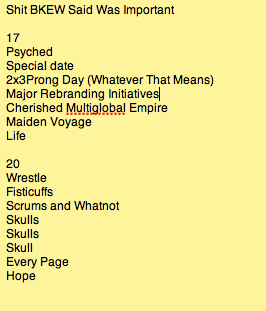 Shit BKEW Said Was Important
17
Psyched
Special date
2x3Prong Day (Whatever That Means)
Major Rebranding Initiatives
Cherished Multiglobal Empire
Maiden Voyage
Life
20
Wrestle
Fisticuffs
Scrums and Whatnot
Skulls
Skulls
Skull
Every Page
Hope